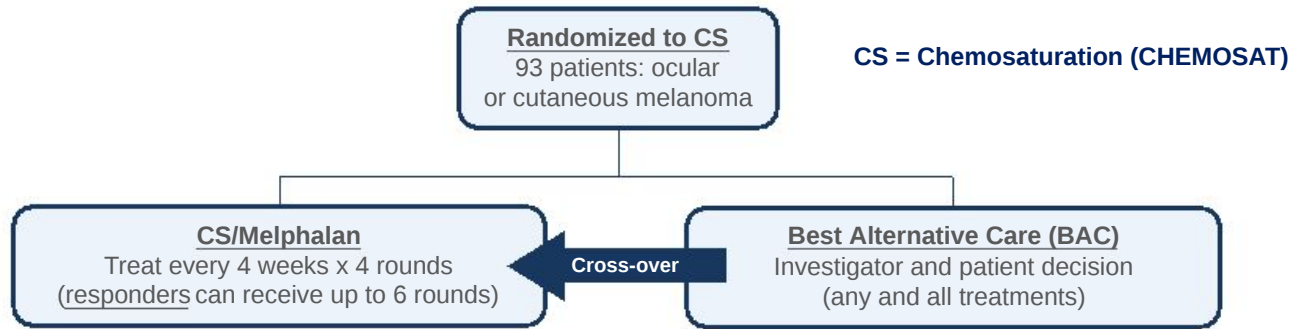 Randomized to CS
93 patients: ocular
or cutaneous melanoma
CS = Chemosaturation (CHEMOSAT)
CS/Melphalan
Treat every 4 weeks x 4 rounds
(responders can receive up to 6 rounds)
Cross-over
Best Alternative Care (BAC)
Investigator and patient decision
(any and all treatments)